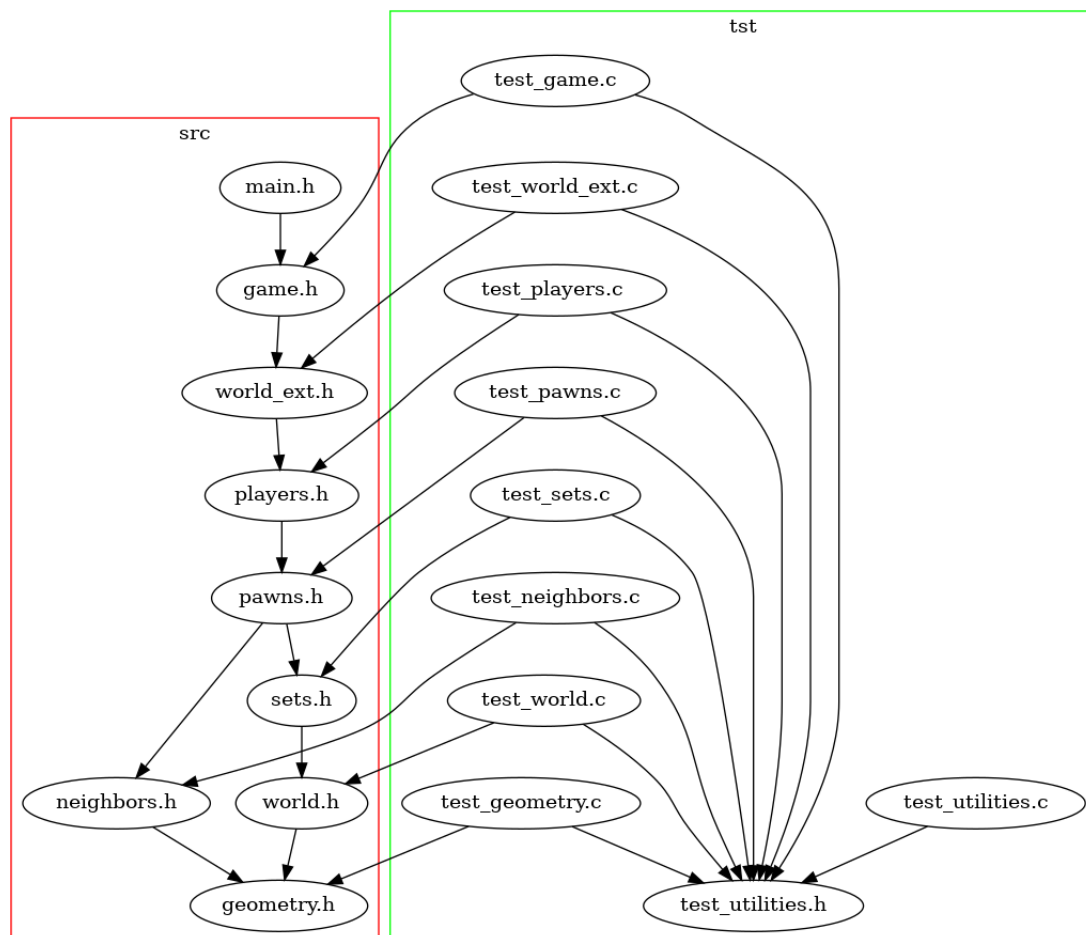 tst
test_game.c
src
main.h
test_world_ext.c
game.h
test_players.c
world_ext.h
test_pawns.c
players.h
test_sets.c
pawns.h
test_neighbors.c
sets.h
test_world.c
neighbors.h
world.h
test_geometry.c
test_utilities.c
geometry.h
test_utilities.h